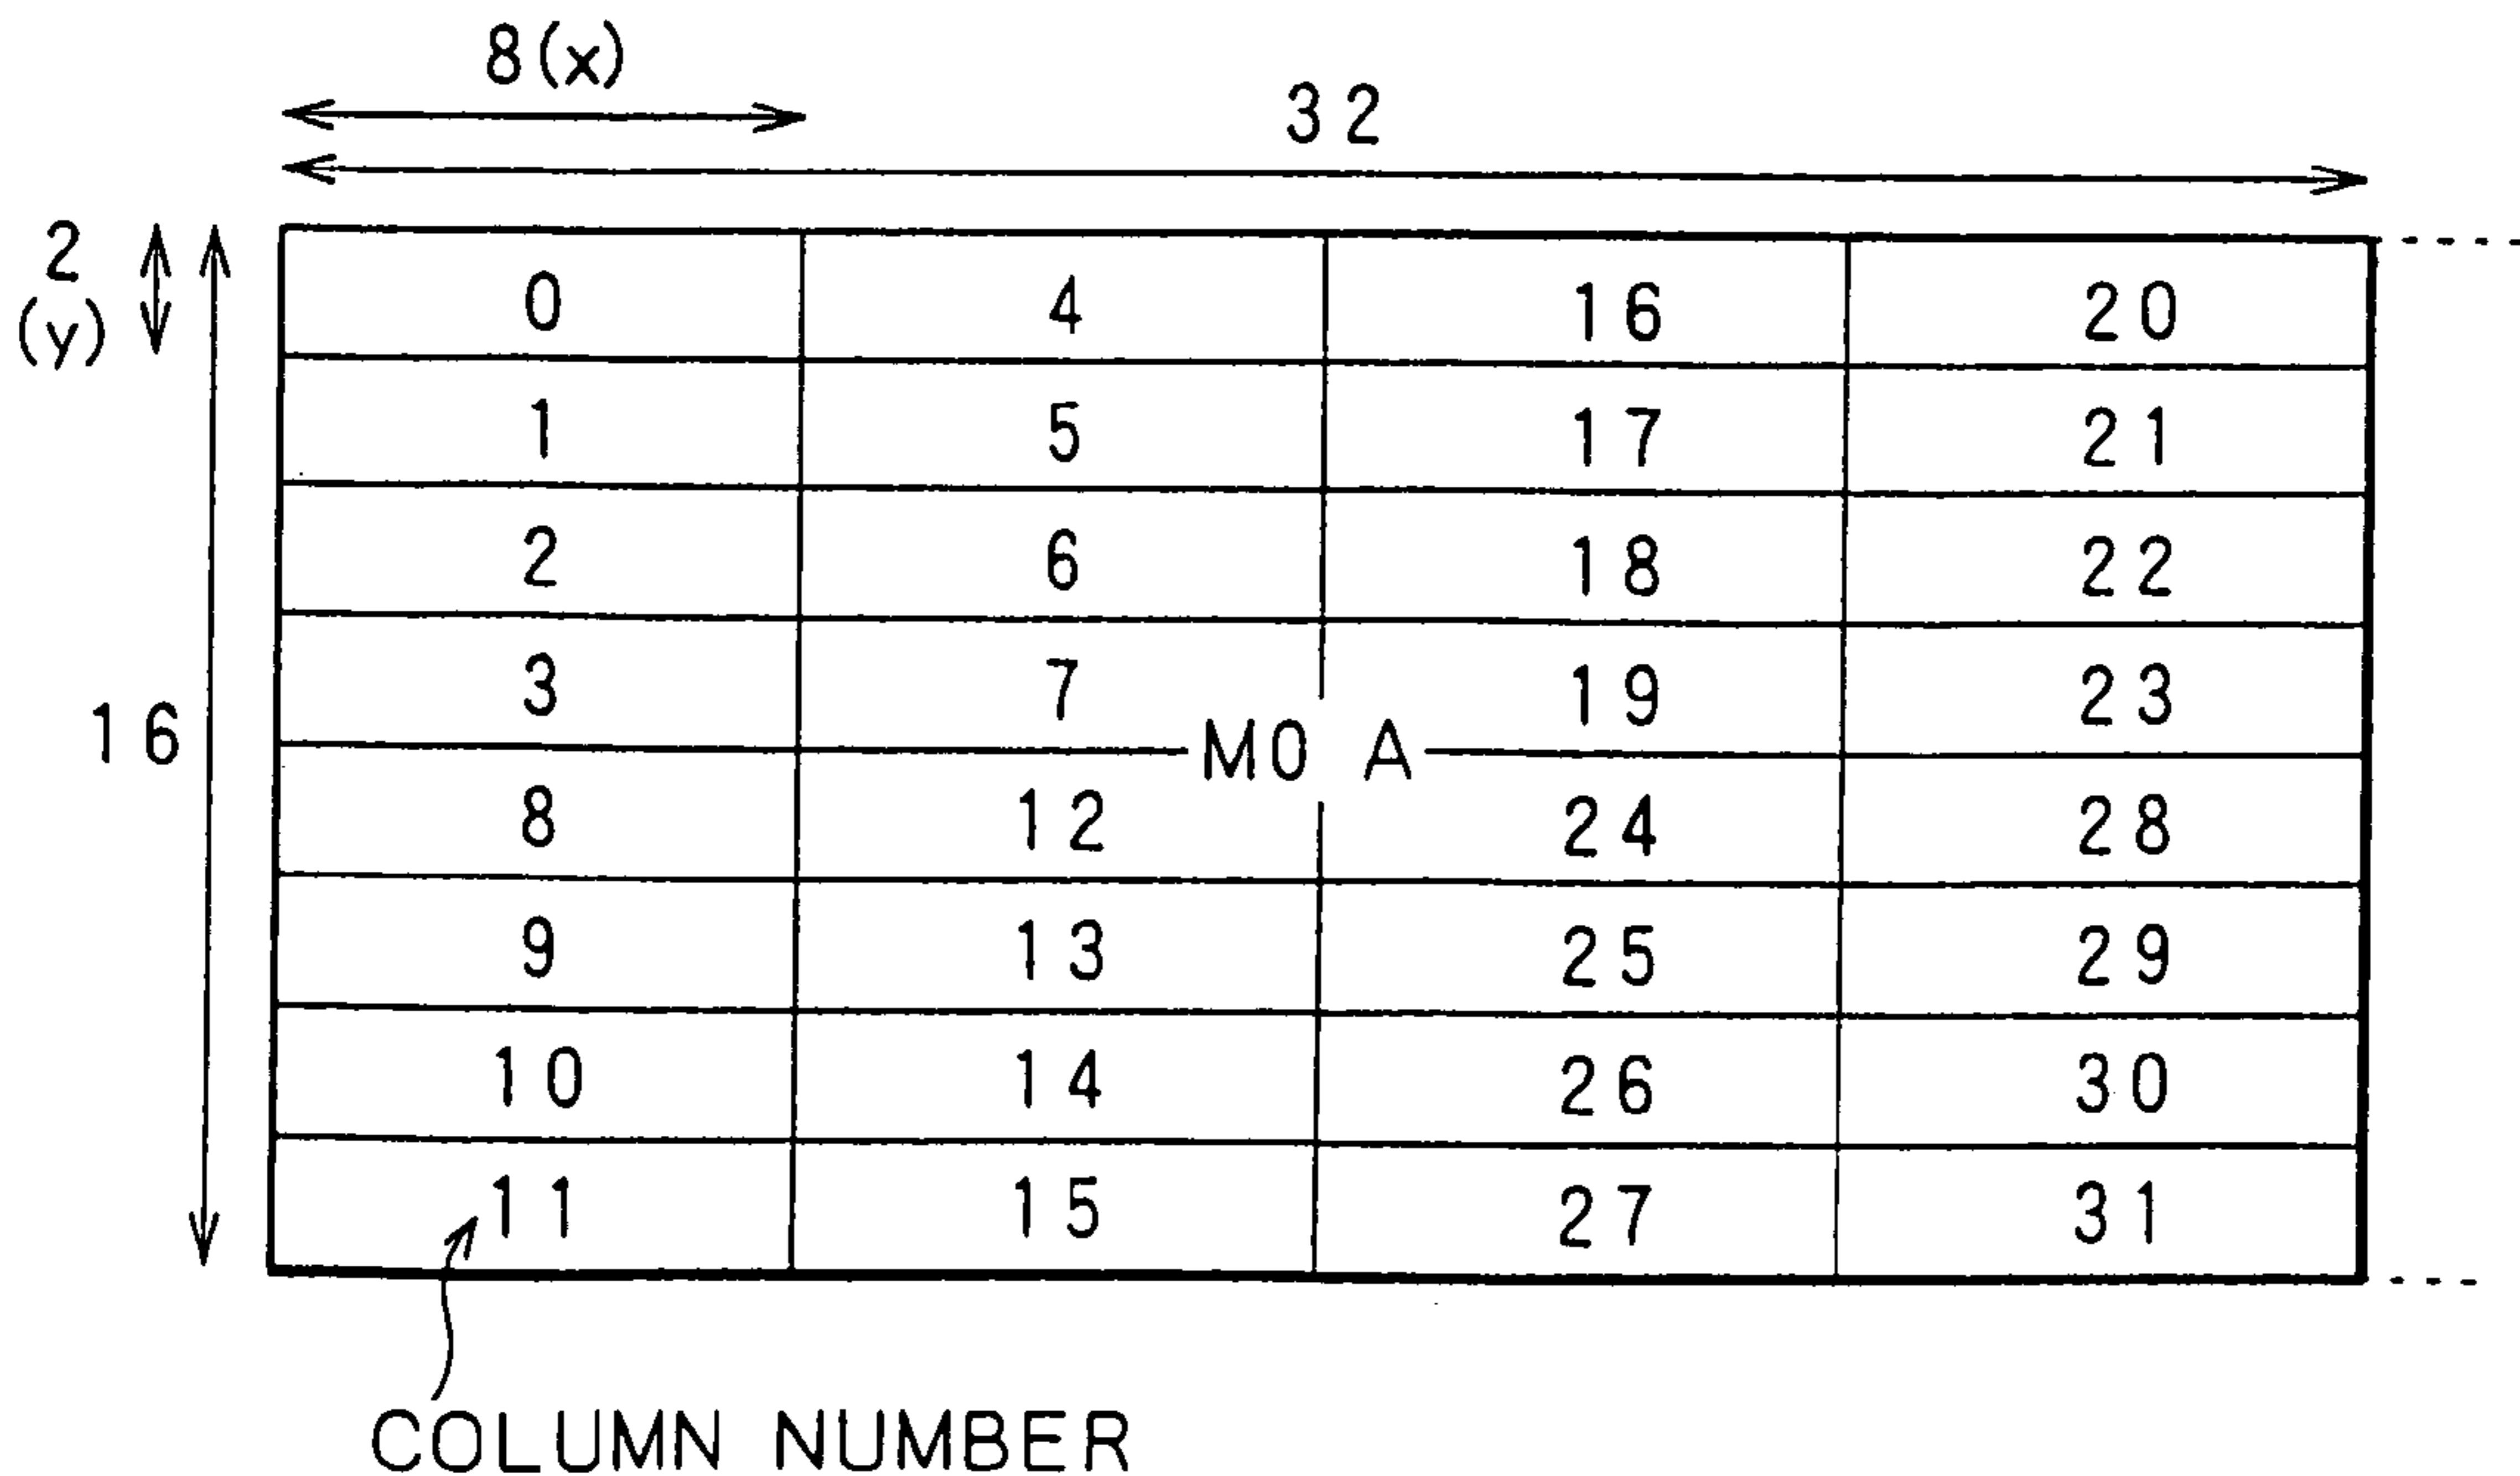 8(x)
32
2
(y)
16
0 4 16 20
1 5 17 21
2 6 18 22
3 7 19 23
M0 A
8 12 24 28
9 13 25 29
10 14 26 30
11 15 27 31
COLUMN NUMBER